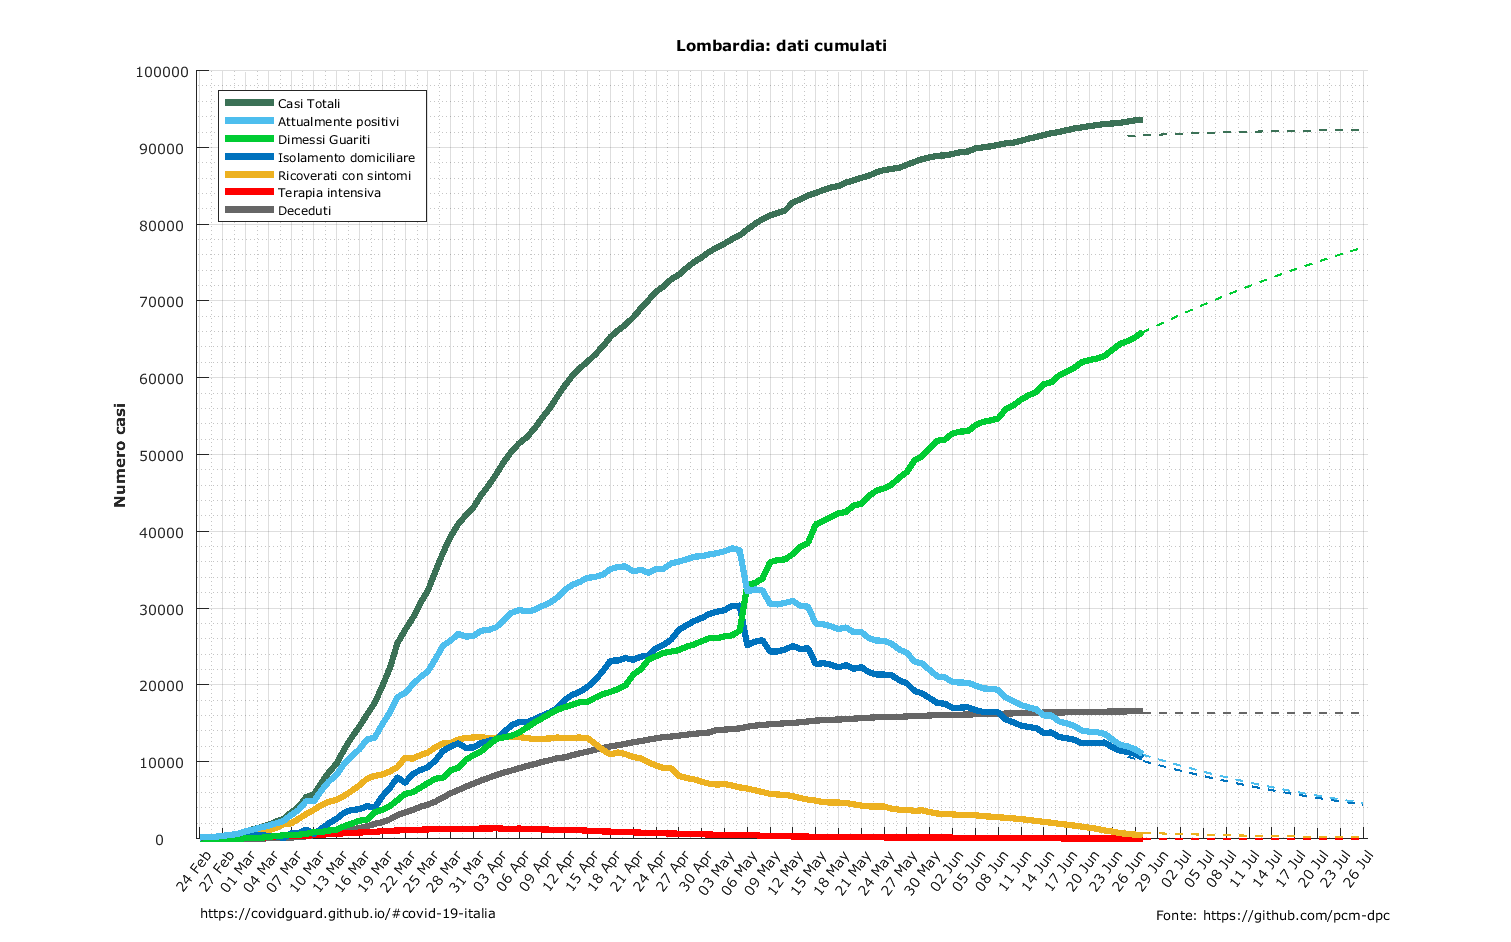 Lombardia: dati cumulati
100000
90000
80000
70000
60000
50000
40000
30000
20000
10000
0
Numero casi
Casi Totali
Attualmente positivi
Dimessi Guariti
Isolamento domiciliare
Ricoverati con sintomi
Terapia intensiva
Deceduti
24 Feb
27 Feb
01 Mar
04 Mar
07 Mar
10 Mar
13 Mar
16 Mar
19 Mar
22 Mar
25 Mar
28 Mar
31 Mar
03 Apr
06 Apr
09 Apr
12 Apr
15 Apr
18 Apr
21 Apr
24 Apr
27 Apr
30 Apr
03 May
06 May
09 May
12 May
15 May
18 May
21 May
24 May
27 May
30 May
02 Jun
05 Jun
08 Jun
11 Jun
14 Jun
17 Jun
20 Jun
23 Jun
26 Jun
29 Jun
02 Jul
05 Jul
08 Jul
11 Jul
14 Jul
17 Jul
20 Jul
23 Jul
26 Jul
https://covidguard.github.io/#covid-19-italia
Fonte: https://github.com/pcm-dpc